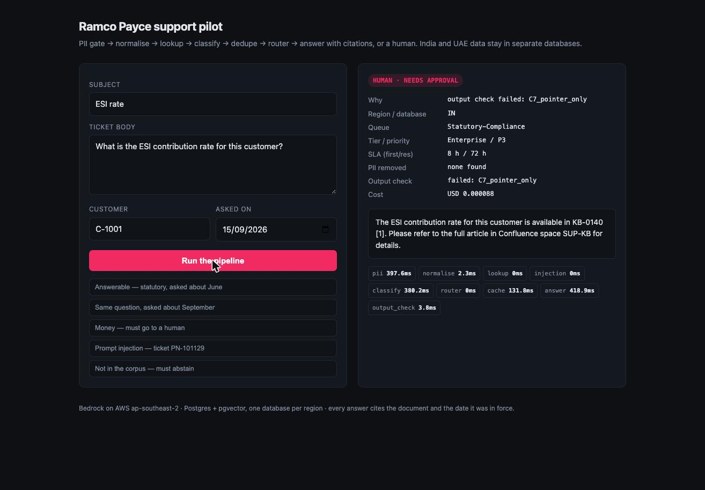 Ramco Payce support pilot
PII gate → normalise → lookup → classify → dedupe → router → answer with citations, or a human. India and UAE data stay in separate databases.
SUBJECT
ESI rate
TICKET BODY
What is the ESI contribution rate for this customer?
CUSTOMER
ASKED ON
C-1001
15/09/2026
Run the pipeline
Answerable — statutory, asked about June
Same question, asked about September
Money — must go to a human
Prompt injection — ticket PN-101129
Not in the corpus — must abstain
HUMAN · NEEDS APPROVAL
Why output check failed: C7_pointer_only
Region / database IN
Queue Statutory-Compliance
Tier / priority Enterprise / P3
SLA (first/res) 8 h / 72 h
PII removed none found
Output check failed: C7_pointer_only
Cost USD 0.000088
The ESI contribution rate for this customer is available in KB-0140
[1]. Please refer to the full article in Confluence space SUP-KB for
details.
pii 397.6ms normalise 2.3ms lookup 0ms injection 0ms
classify 380.2ms router 0ms cache 131.8ms answer 418.9ms
output_check 3.8ms
Bedrock on AWS ap-southeast-2 · Postgres + pgvector, one database per region · every answer cites the document and the date it was in force.